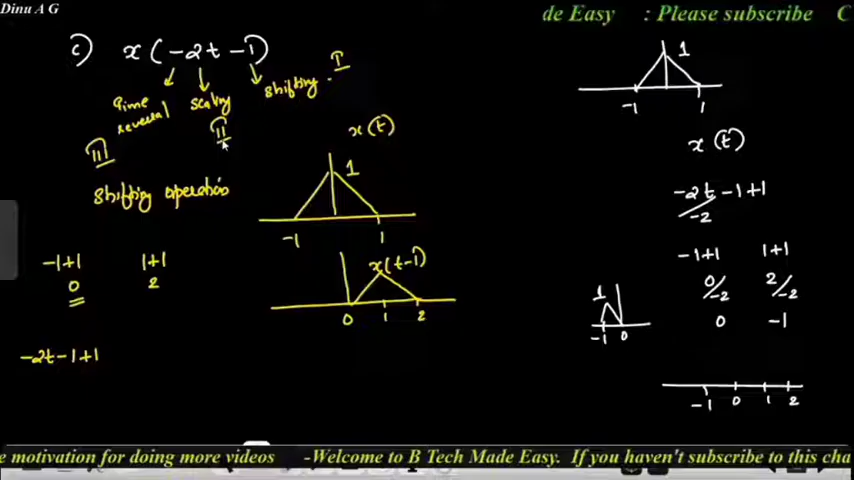 Dinu A G
de Easy : Please subscribe C
c) x(-2t-1)
Time reversal
scaling
shifting.
I
II
III
shifting operation
-1+1 1+1
0 2
-2t-1+1
x(t)
1
-1 1
x(t-1)
0 1 2
1
-1 1
x(t)
-2t-1+1
-2
-1+1 1+1
0/-2 2/-2
0 -1
1
-1 0
-1 0 1 2
e motivation for doing more videos -Welcome to B Tech Made Easy. If you haven't subscribe to this cha